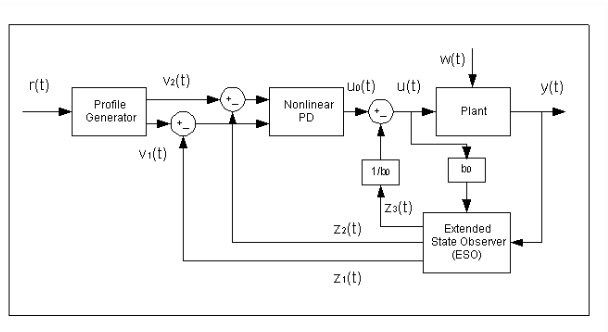 w(t)
r(t)
v2(t)
u0(t)
u(t)
y(t)
Profile
Generator
+
-
Nonlinear
PD
+
-
Plant
+
-
v1(t)
1/b0
b0
z3(t)
z2(t)
Extended
State Observer
(ESO)
z1(t)